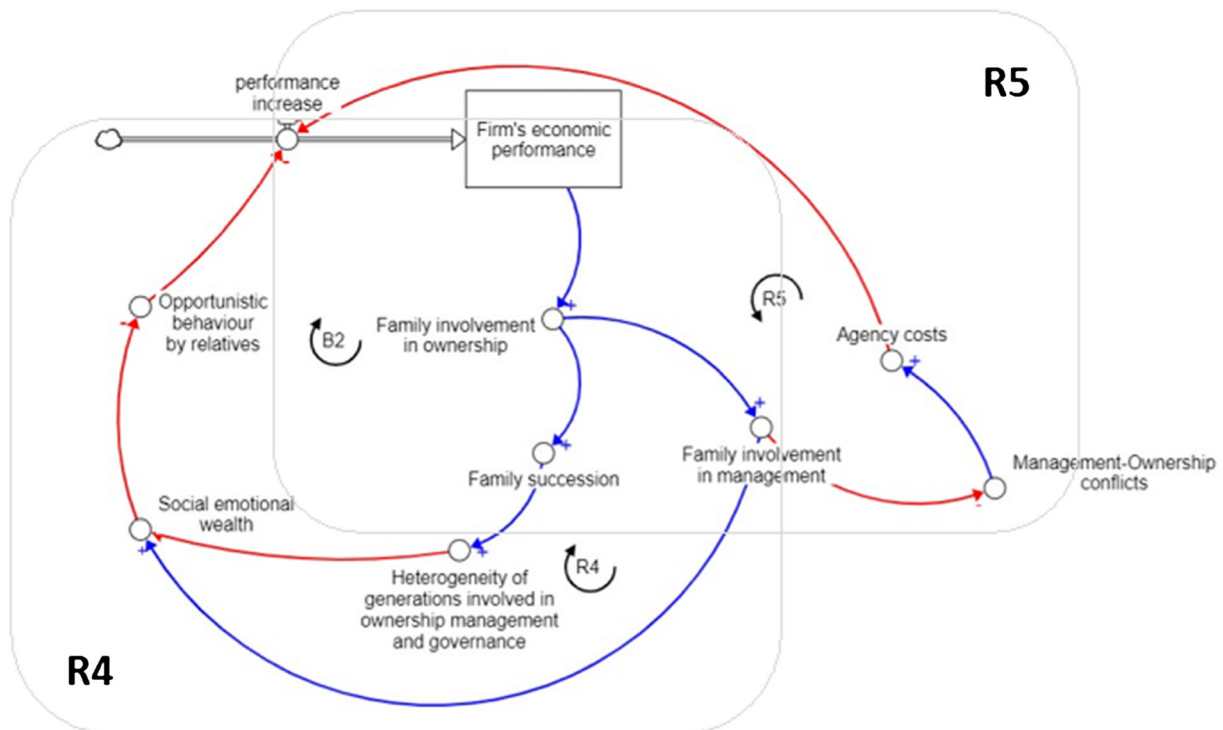 R5
performance
increase
Firm's economic
performance
+
-
R5
Opportunistic
behaviour
by relatives
-
B2
Family involvement
in ownership
Agency costs
+
+
+
Family succession
Family involvement
in management
Management-Ownership
conflicts
-
Social emotional
wealth
+
-
+
Heterogeneity of
generations involved in
ownership management
and governance
R4
R4